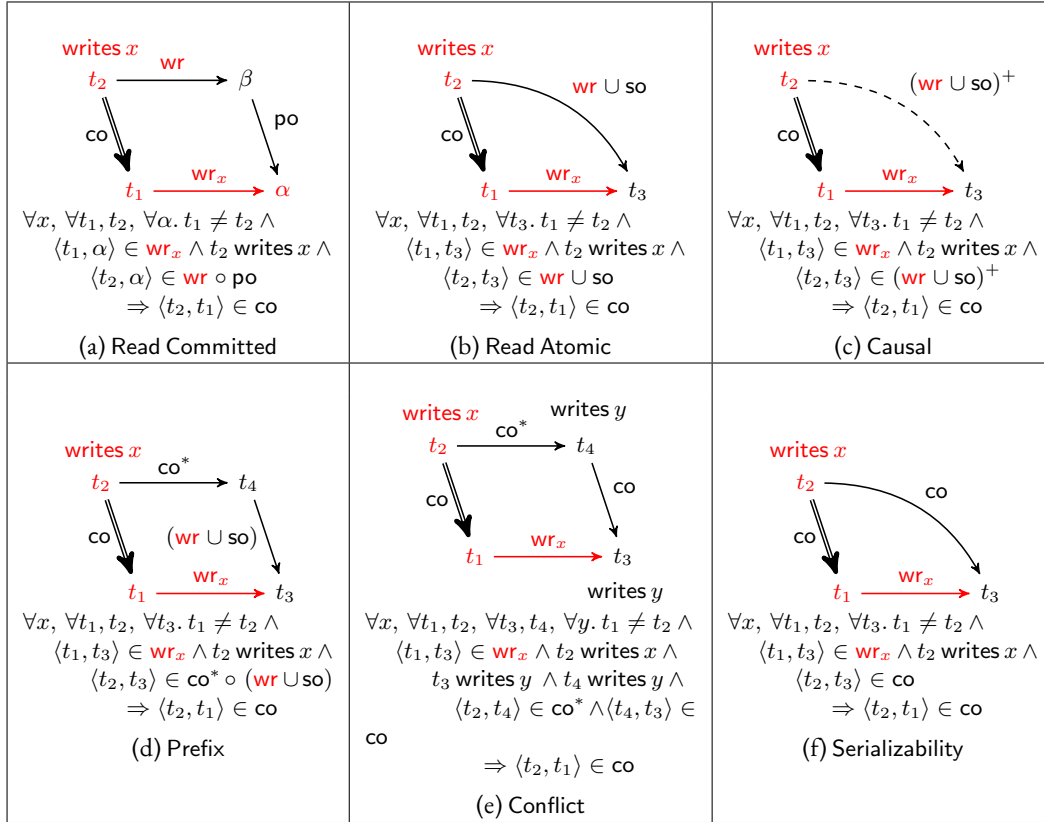 writes x
t₂ wr β
co po
t₁ wrₓ α
∀x, ∀t₁, t₂, ∀α. t₁ ≠ t₂ ∧
⟨t₁, α⟩ ∈ wrₓ ∧ t₂ writes x ∧
⟨t₂, α⟩ ∈ wr ∘ po
⇒ ⟨t₂, t₁⟩ ∈ co
(a) Read Committed
writes x
t₂ wr ∪ so
co
t₁ wrₓ t₃
∀x, ∀t₁, t₂, ∀t₃. t₁ ≠ t₂ ∧
⟨t₁, t₃⟩ ∈ wrₓ ∧ t₂ writes x ∧
⟨t₂, t₃⟩ ∈ wr ∪ so
⇒ ⟨t₂, t₁⟩ ∈ co
(b) Read Atomic
writes x
t₂ (wr ∪ so)⁺
co
t₁ wrₓ t₃
∀x, ∀t₁, t₂, ∀t₃. t₁ ≠ t₂ ∧
⟨t₁, t₃⟩ ∈ wrₓ ∧ t₂ writes x ∧
⟨t₂, t₃⟩ ∈ (wr ∪ so)⁺
⇒ ⟨t₂, t₁⟩ ∈ co
(c) Causal
writes x
t₂ co* t₄
co (wr ∪ so)
t₁ wrₓ t₃
∀x, ∀t₁, t₂, ∀t₃. t₁ ≠ t₂ ∧
⟨t₁, t₃⟩ ∈ wrₓ ∧ t₂ writes x ∧
⟨t₂, t₃⟩ ∈ co* ∘ (wr ∪ so)
⇒ ⟨t₂, t₁⟩ ∈ co
(d) Prefix
writes x writes y
t₂ co* t₄
co co
t₁ wrₓ t₃
writes y
∀x, ∀t₁, t₂, ∀t₃, t₄, ∀y. t₁ ≠ t₂ ∧
⟨t₁, t₃⟩ ∈ wrₓ ∧ t₂ writes x ∧
t₃ writes y ∧ t₄ writes y ∧
⟨t₂, t₄⟩ ∈ co* ∧⟨t₄, t₃⟩ ∈
co
⇒ ⟨t₂, t₁⟩ ∈ co
(e) Conflict
writes x
t₂ co
co
t₁ wrₓ t₃
∀x, ∀t₁, t₂, ∀t₃. t₁ ≠ t₂ ∧
⟨t₁, t₃⟩ ∈ wrₓ ∧ t₂ writes x ∧
⟨t₂, t₃⟩ ∈ co
⇒ ⟨t₂, t₁⟩ ∈ co
(f) Serializability